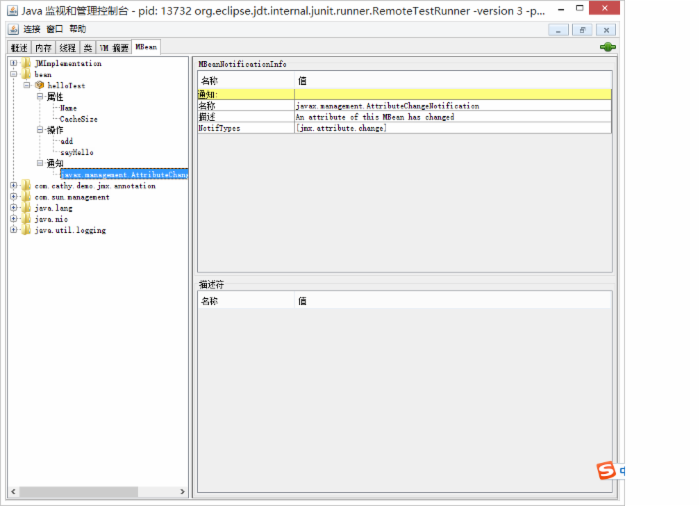 Java 监视和管理控制台 - pid: 13732 org.eclipse.jdt.internal.junit.runner.RemoteTestRunner -version 3 -p...
连接 窗口 帮助
概述 内存 线程 类 VM 摘要 MBean
JMImplementation
bean
helloTest
属性
Name
CacheSize
操作
add
sayHello
通知
javax.management.AttributeChang
com.cathy.demo.jmx.annotation
com.sun.management
java.lang
java.nio
java.util.logging
MBeanNotificationInfo
名称 值
通知:
名称 javax.management.AttributeChangeNotification
描述 An attribute of this MBean has changed
NotifTypes [jmx.attribute.change]
描述符
名称 值
S